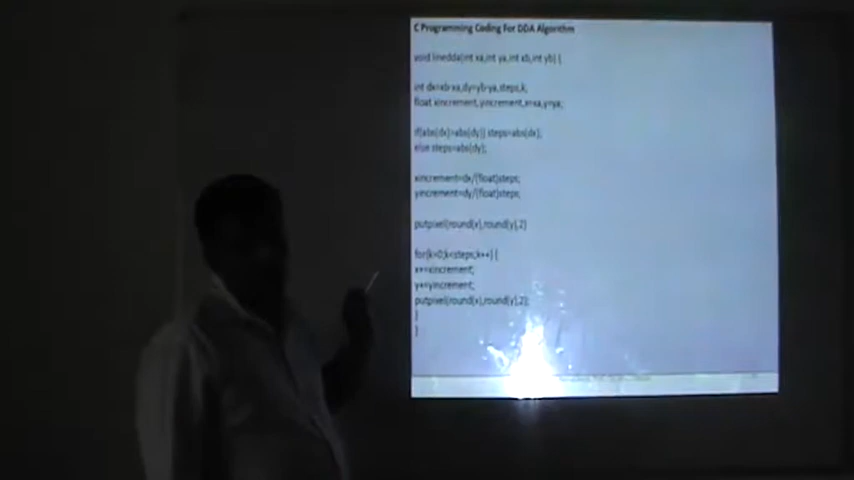 C Programming Coding For DDA Algorithm
void linedda(int xa,int ya,int xb,int yb) {
int dx=xb-xa,dy=yb-ya,steps,k;
float xincrement,yincrement,x=xa,y=ya;
if(abs(dx)>abs(dy)) steps=abs(dx);
else steps=abs(dy);
xincrement=dx/(float)steps;
yincrement=dy/(float)steps;
putpixel(round(x),round(y),2)
for(k=0;k<steps;k++) {
x+=xincrement;
y+=yincrement;
putpixel(round(x),round(y),2);
}
}